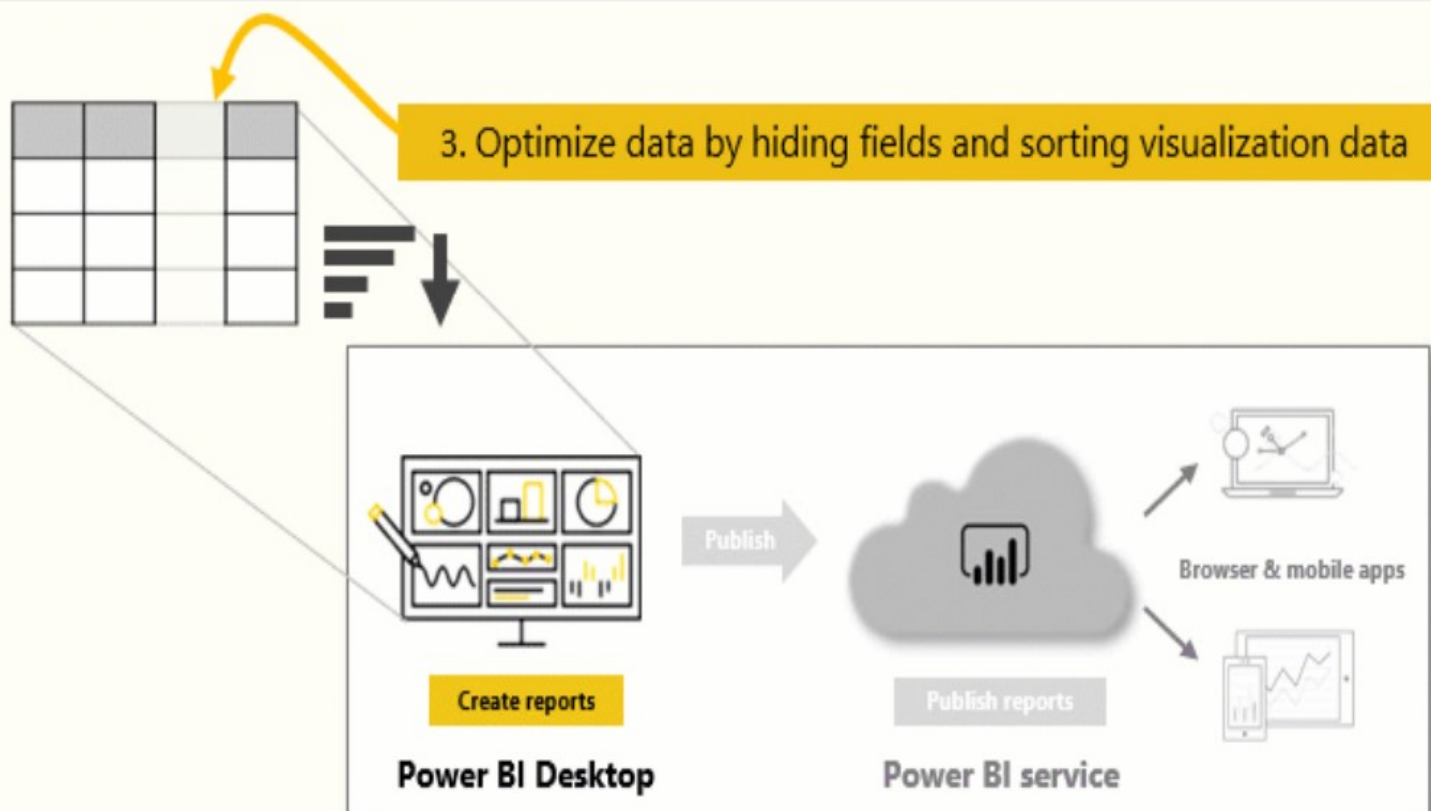 3. Optimize data by hiding fields and sorting visualization data
Publish
Browser & mobile apps
Create reports
Publish reports
Power BI Desktop
Power BI service